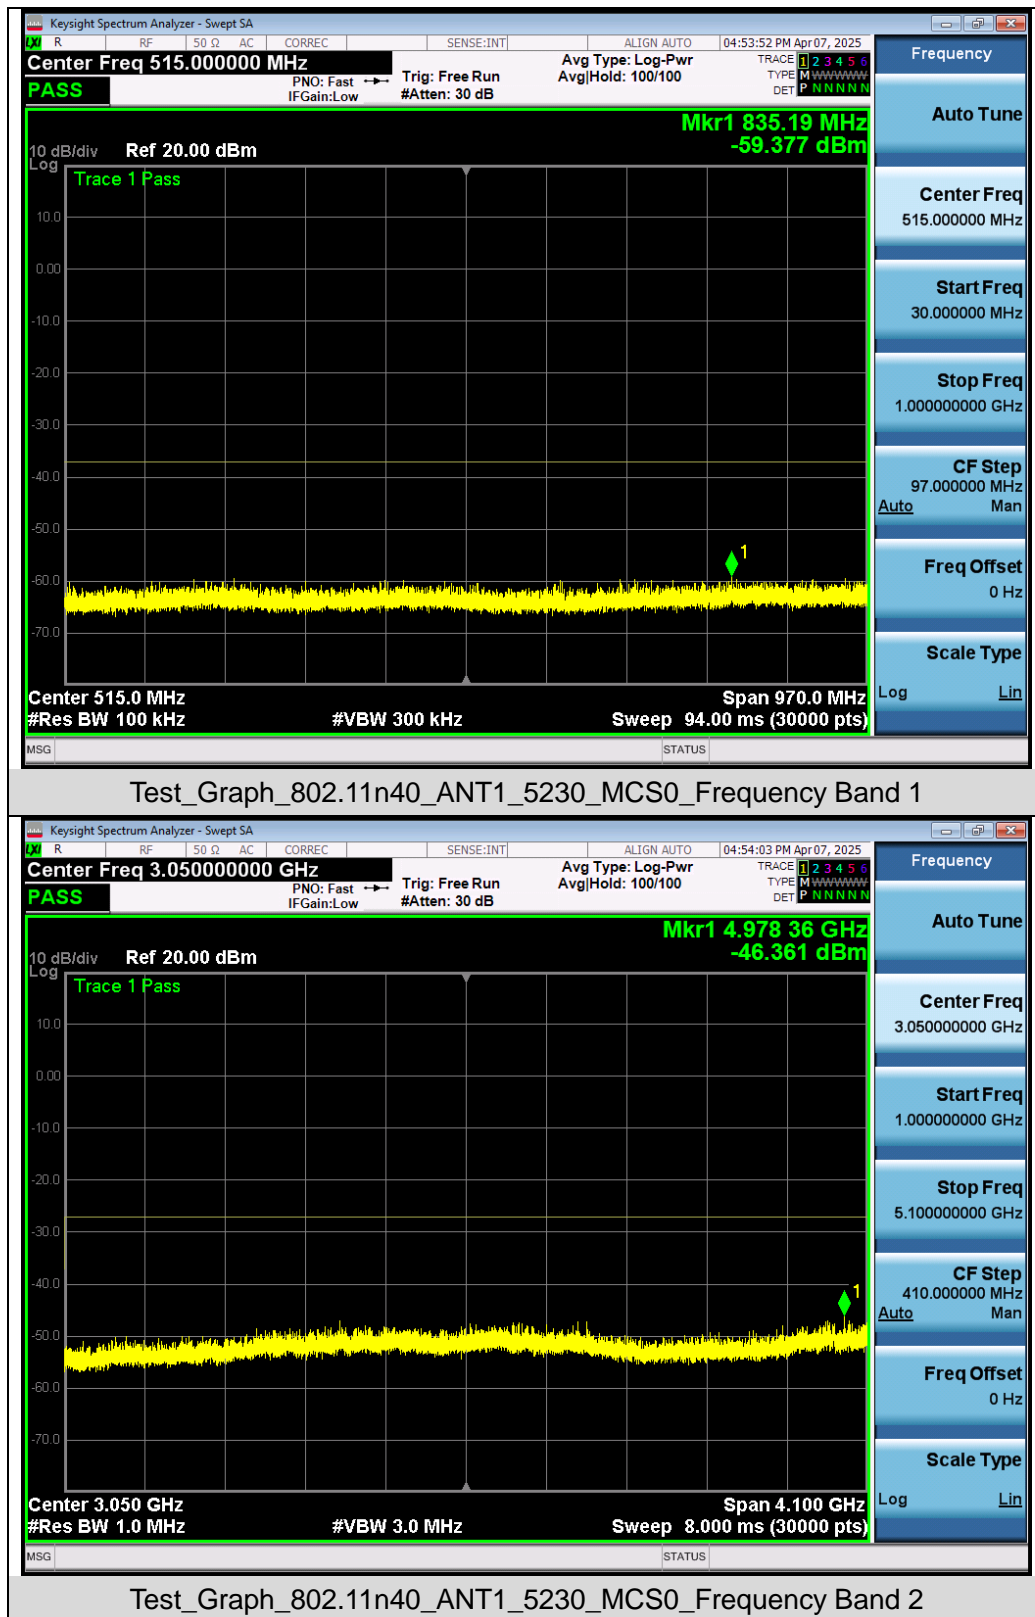 Keysight Spectrum Analyzer - Swept SA
LXI R RF 50 Ω AC CORREC SENSE:INT ALIGN AUTO 04:53:52 PM Apr 07, 2025
Center Freq 515.000000 MHz
PASS
PNO: Fast
IFGain:Low
Trig: Free Run
#Atten: 30 dB
Avg Type: Log-Pwr
Avg|Hold: 100/100
TRACE 1 2 3 4 5 6
TYPE M WWWWW
DET P N N N N N
Mkr1 835.19 MHz
-59.377 dBm
10 dB/div Ref 20.00 dBm
Log
Trace 1 Pass
10.0
0.00
-10.0
-20.0
-30.0
-40.0
-50.0
1
-60.0
-70.0
Center 515.0 MHz Span 970.0 MHz
#Res BW 100 kHz #VBW 300 kHz Sweep 94.00 ms (30000 pts)
MSG STATUS
Frequency
Auto Tune
Center Freq
515.000000 MHz
Start Freq
30.000000 MHz
Stop Freq
1.000000000 GHz
CF Step
97.000000 MHz
Auto Man
Freq Offset
0 Hz
Scale Type
Log Lin
Test_Graph_802.11n40_ANT1_5230_MCS0_Frequency Band 1
Keysight Spectrum Analyzer - Swept SA
LXI R RF 50 Ω AC CORREC SENSE:INT ALIGN AUTO 04:54:03 PM Apr 07, 2025
Center Freq 3.050000000 GHz
PASS
PNO: Fast
IFGain:Low
Trig: Free Run
#Atten: 30 dB
Avg Type: Log-Pwr
Avg|Hold: 100/100
TRACE 1 2 3 4 5 6
TYPE M WWWWW
DET P N N N N N
Mkr1 4.978 36 GHz
-46.361 dBm
10 dB/div Ref 20.00 dBm
Log
Trace 1 Pass
10.0
0.00
-10.0
-20.0
-30.0
-40.0
1
-50.0
-60.0
-70.0
Center 3.050 GHz Span 4.100 GHz
#Res BW 1.0 MHz #VBW 3.0 MHz Sweep 8.000 ms (30000 pts)
MSG STATUS
Frequency
Auto Tune
Center Freq
3.050000000 GHz
Start Freq
1.000000000 GHz
Stop Freq
5.100000000 GHz
CF Step
410.000000 MHz
Auto Man
Freq Offset
0 Hz
Scale Type
Log Lin
Test_Graph_802.11n40_ANT1_5230_MCS0_Frequency Band 2